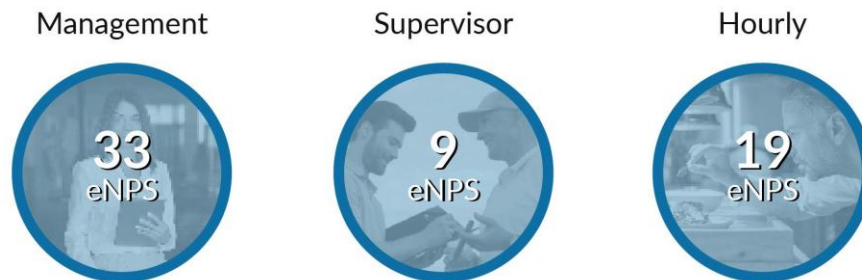 Management
Supervisor
Hourly
33
eNPS
9
eNPS
19
eNPS